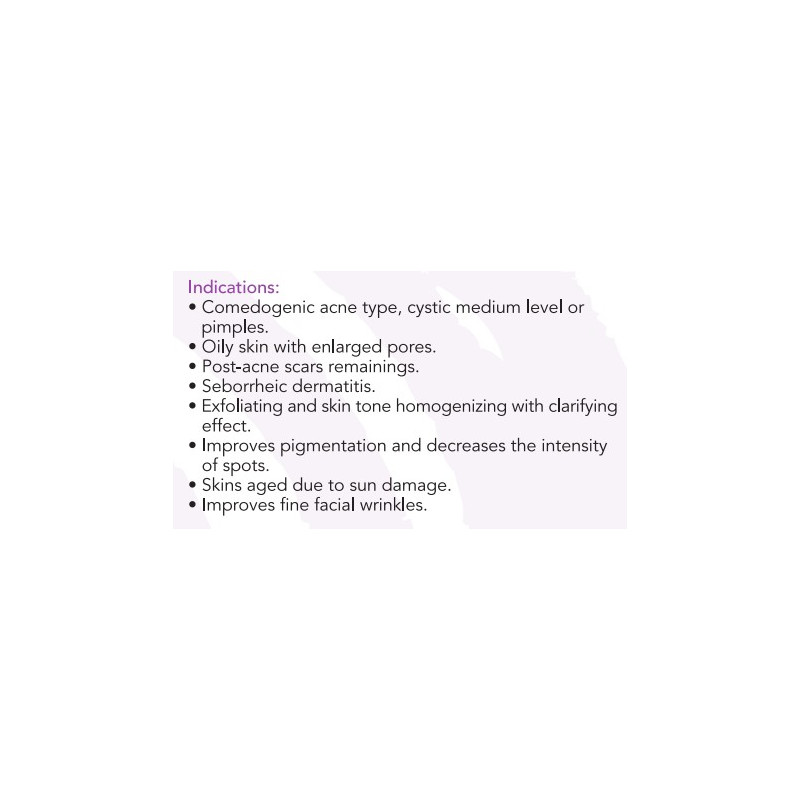 Indications:
• Comedogenic acne type, cystic medium level or
pimples.
• Oily skin with enlarged pores.
• Post-acne scars remainings.
• Seborrheic dermatitis.
• Exfoliating and skin tone homogenizing with clarifying
effect.
• Improves pigmentation and decreases the intensity
of spots.
• Skins aged due to sun damage.
• Improves fine facial wrinkles.